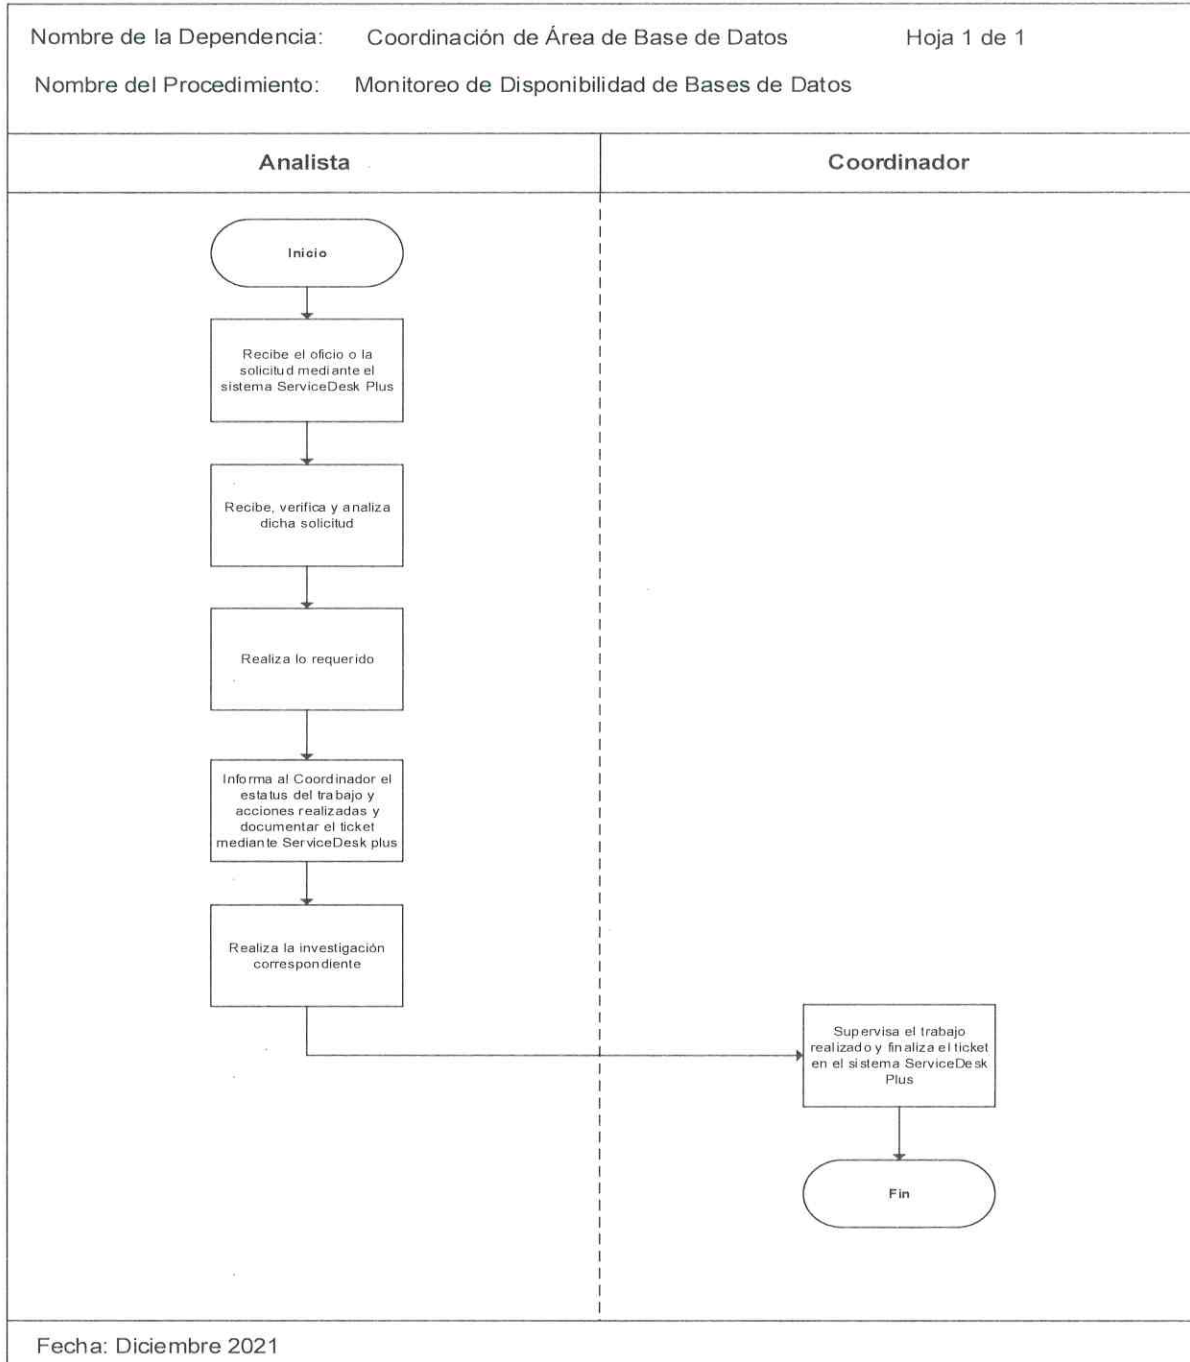 Nombre de la Dependencia: Coordinación de Área de Base de Datos Hoja 1 de 1
Nombre del Procedimiento: Monitoreo de Disponibilidad de Bases de Datos
Analista
Coordinador
Inicio
Recibe el oficio o la
solicitud mediante el
sistema ServiceDesk Plus
Recibe, verifica y analiza
dicha solicitud
Realiza lo requerido
Informa al Coordinador el
estatus del trabajo y
acciones realizadas y
documentar el ticket
mediante ServiceDesk plus
Realiza la investigación
correspondiente
Supervisa el trabajo
realizado y finaliza el ticket
en el sistema ServiceDesk
Plus
Fin
Fecha: Diciembre 2021